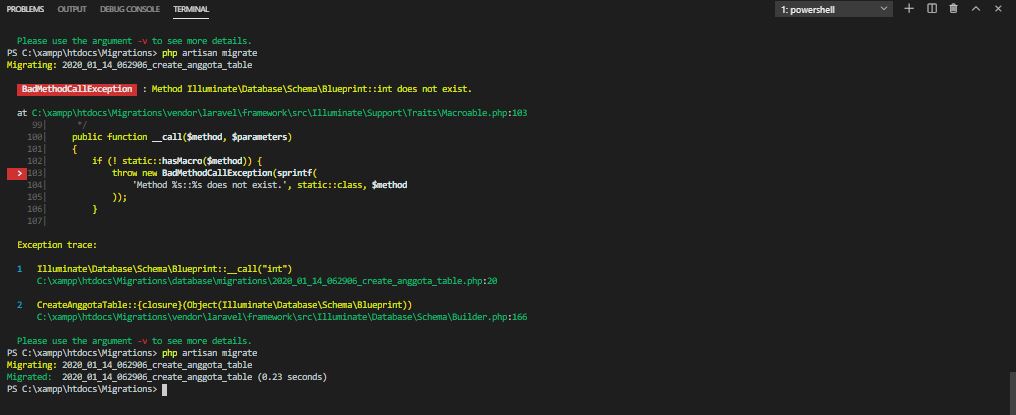 PROBLEMS OUTPUT DEBUG CONSOLE TERMINAL 1: powershell
Please use the argument -v to see more details.
PS C:\xampp\htdocs\Migrations> php artisan migrate
Migrating: 2020_01_14_062906_create_anggota_table
BadMethodCallException : Method Illuminate\Database\Schema\Blueprint::int does not exist.
at C:\xampp\htdocs\Migrations\vendor\laravel\framework\src\Illuminate\Support\Traits\Macroable.php:103
99| */
100| public function __call($method, $parameters)
101| {
102| if (! static::hasMacro($method)) {
> 103| throw new BadMethodCallException(sprintf(
104| 'Method %s::%s does not exist.', static::class, $method
105| ));
106| }
107|
Exception trace:
1 Illuminate\Database\Schema\Blueprint::__call("int")
C:\xampp\htdocs\Migrations\database\migrations\2020_01_14_062906_create_anggota_table.php:20
2 CreateAnggotaTable::{closure}(Object(Illuminate\Database\Schema\Blueprint))
C:\xampp\htdocs\Migrations\vendor\laravel\framework\src\Illuminate\Database\Schema\Builder.php:166
Please use the argument -v to see more details.
PS C:\xampp\htdocs\Migrations> php artisan migrate
Migrating: 2020_01_14_062906_create_anggota_table
Migrated: 2020_01_14_062906_create_anggota_table (0.23 seconds)
PS C:\xampp\htdocs\Migrations>